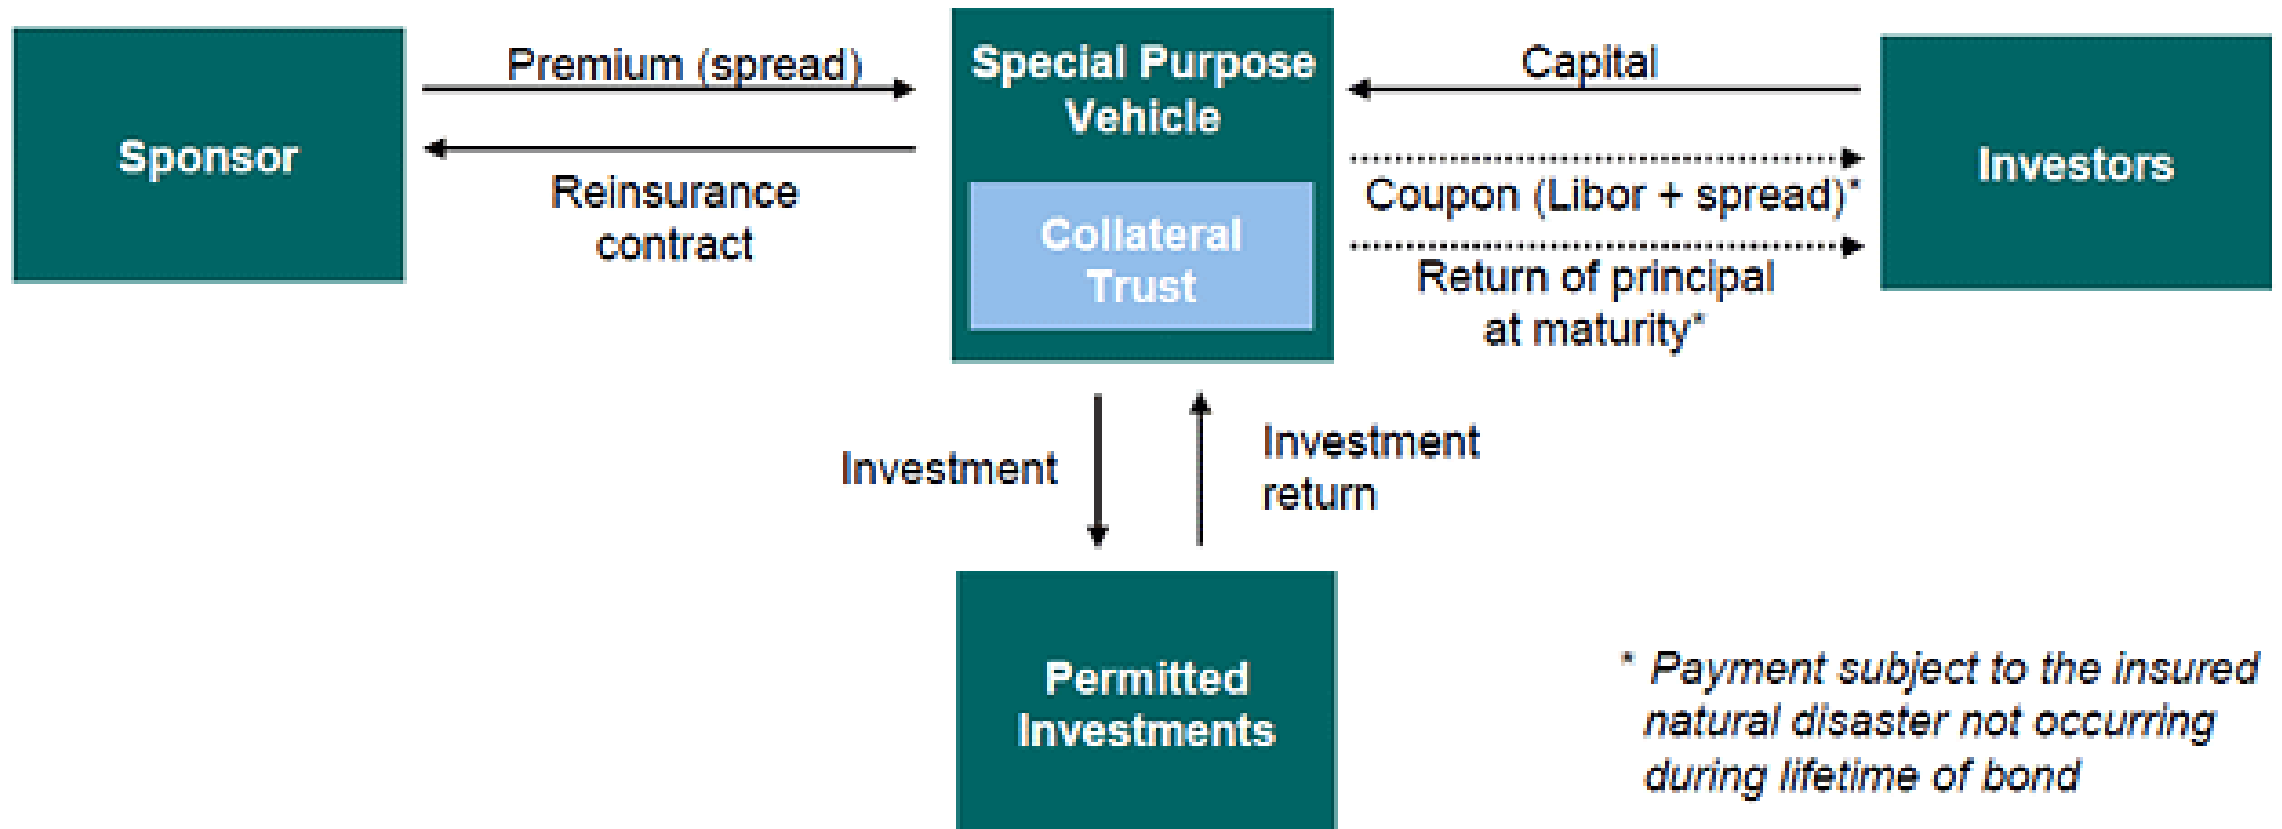 Sponsor
Premium (spread)
Reinsurance
contract
Special Purpose
Vehicle
Collateral
Trust
Capital
Coupon (Libor + spread)*
Return of principal
at maturity*
Investors
Investment
Investment
return
Permitted
Investments
* Payment subject to the insured
natural disaster not occurring
during lifetime of bond